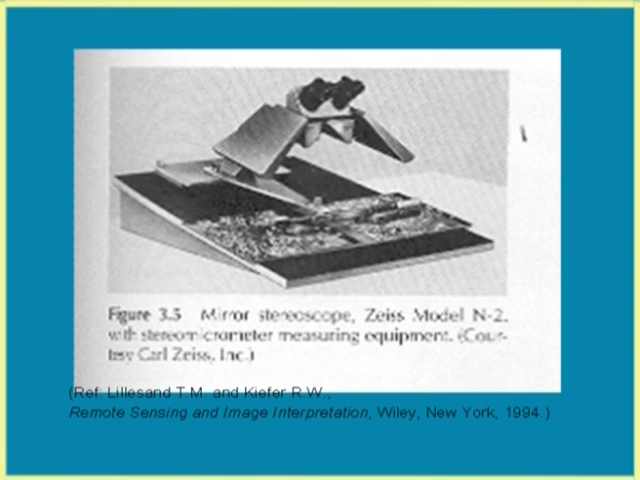 Figure 3.5 Mirror stereoscope, Zeiss Model N-2,
with stereomicrometer measuring equipment. (Cour-
tesy Carl Zeiss, Inc.)
(Ref: Lillesand T.M. and Kiefer R.W.,
Remote Sensing and Image Interpretation, Wiley, New York, 1994.)